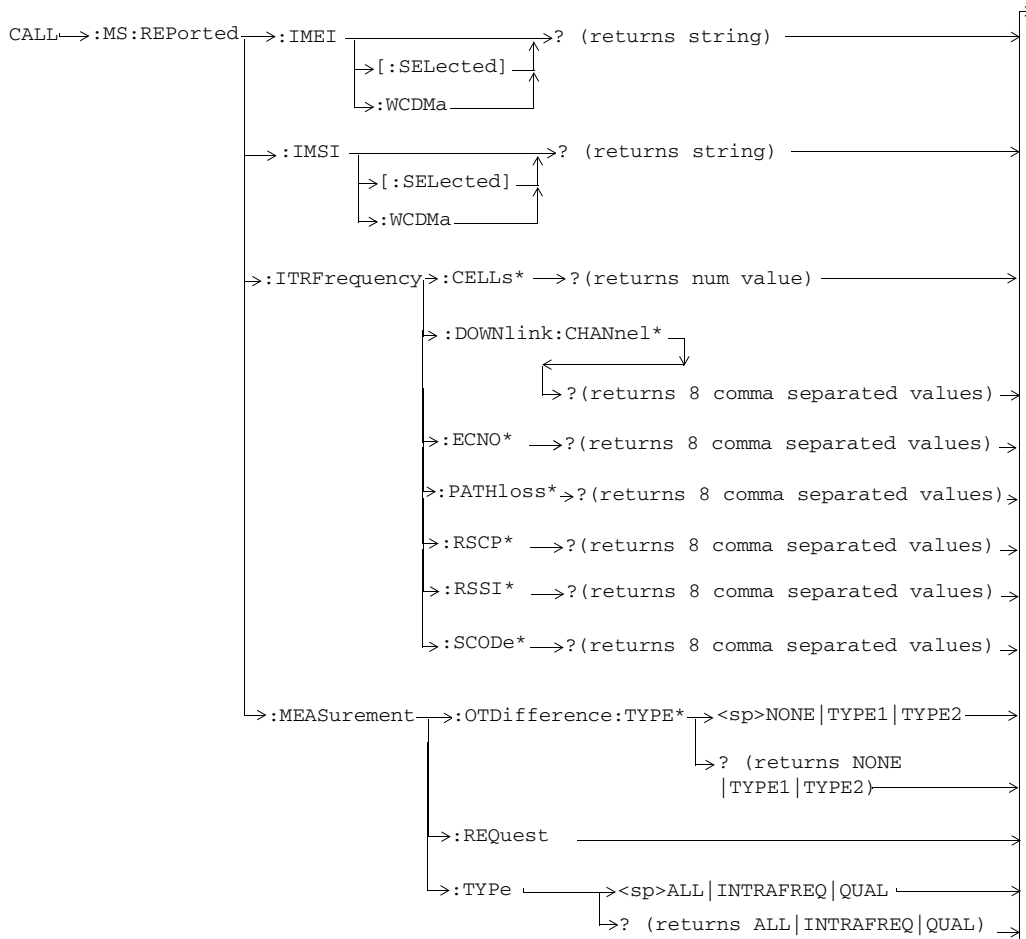 CALL :MS:REPorted :IMEI ? (returns string)
[:SELected]
:WCDMa
:IMSI ? (returns string)
[:SELected]
:WCDMa
:ITRFrequency :CELLs* ?(returns num value)
:DOWNlink:CHANnel*
?(returns 8 comma separated values)
:ECNO* ?(returns 8 comma separated values)
:PATHloss* ?(returns 8 comma separated values)
:RSCP* ?(returns 8 comma separated values)
:RSSI* ?(returns 8 comma separated values)
:SCODe* ?(returns 8 comma separated values)
:MEASurement :OTDifference:TYPE* <sp>NONE|TYPE1|TYPE2
? (returns NONE
|TYPE1|TYPE2)
:REQuest
:TYPe <sp>ALL|INTRAFREQ|QUAL
? (returns ALL|INTRAFREQ|QUAL)